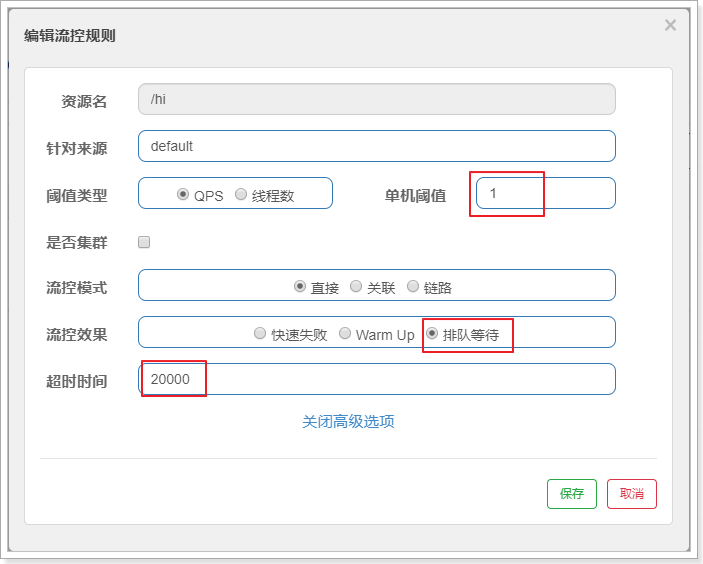 编辑流控规则 ×
资源名 /hi
针对来源 default
阈值类型 QPS 线程数 单机阈值 1
是否集群
流控模式 直接 关联 链路
流控效果 快速失败 Warm Up 排队等待
超时时间 20000
关闭高级选项
保存 取消